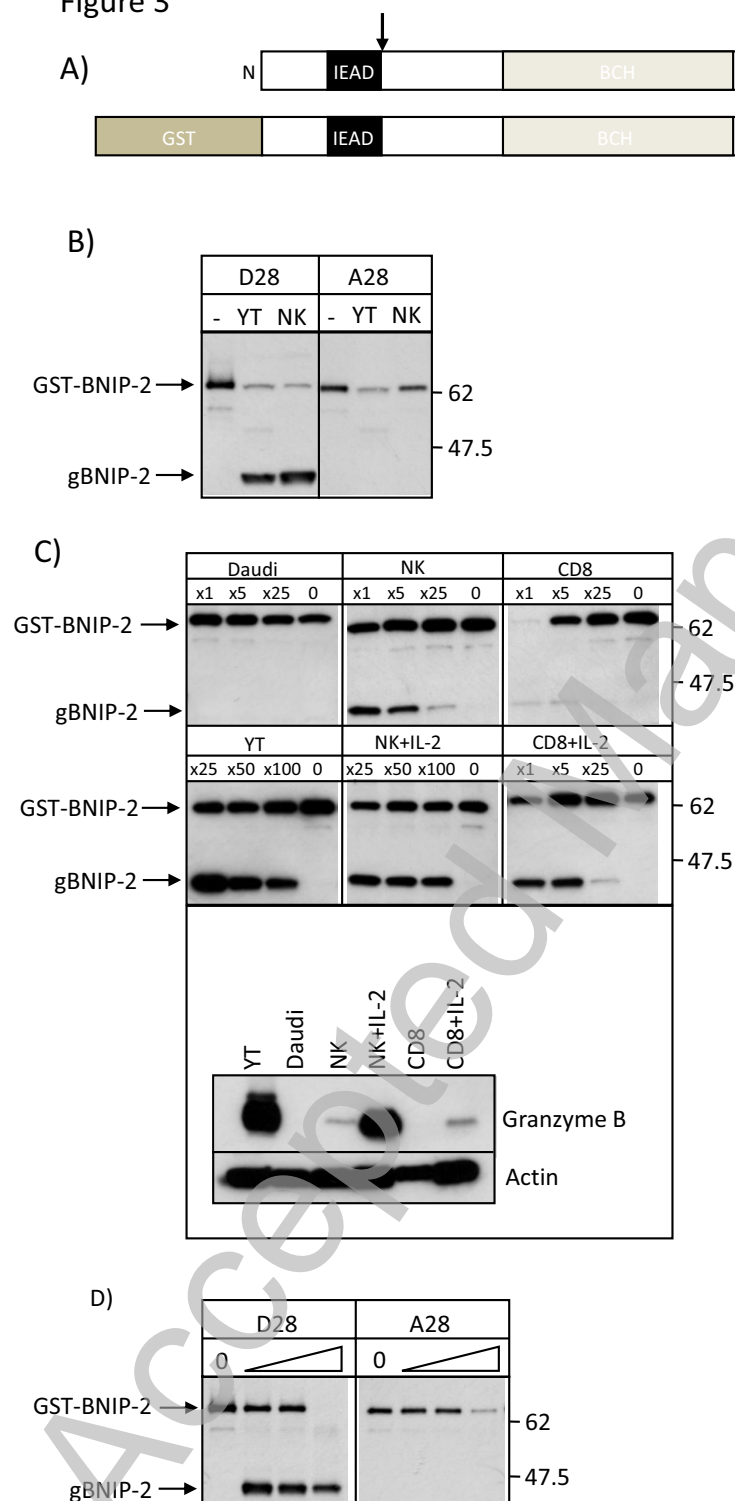 Figure 3
A)
N IEAD BCH
GST IEAD BCH
B)
D28 A28
- YT NK - YT NK
GST-BNIP-2 62
47.5
gBNIP-2
C)
Daudi NK CD8
x1 x5 x25 0 x1 x5 x25 0 x1 x5 x25 0
GST-BNIP-2 62
47.5
gBNIP-2
YT NK+IL-2 CD8+IL-2
x25 x50 x100 0 x25 x50 x100 0 x1 x5 x25 0
GST-BNIP-2 62
47.5
gBNIP-2
YT Daudi NK NK+IL-2 CD8 CD8+IL-2
Granzyme B
Actin
D)
D28 A28
0 0
GST-BNIP-2 62
47.5
gBNIP-2
Accepted